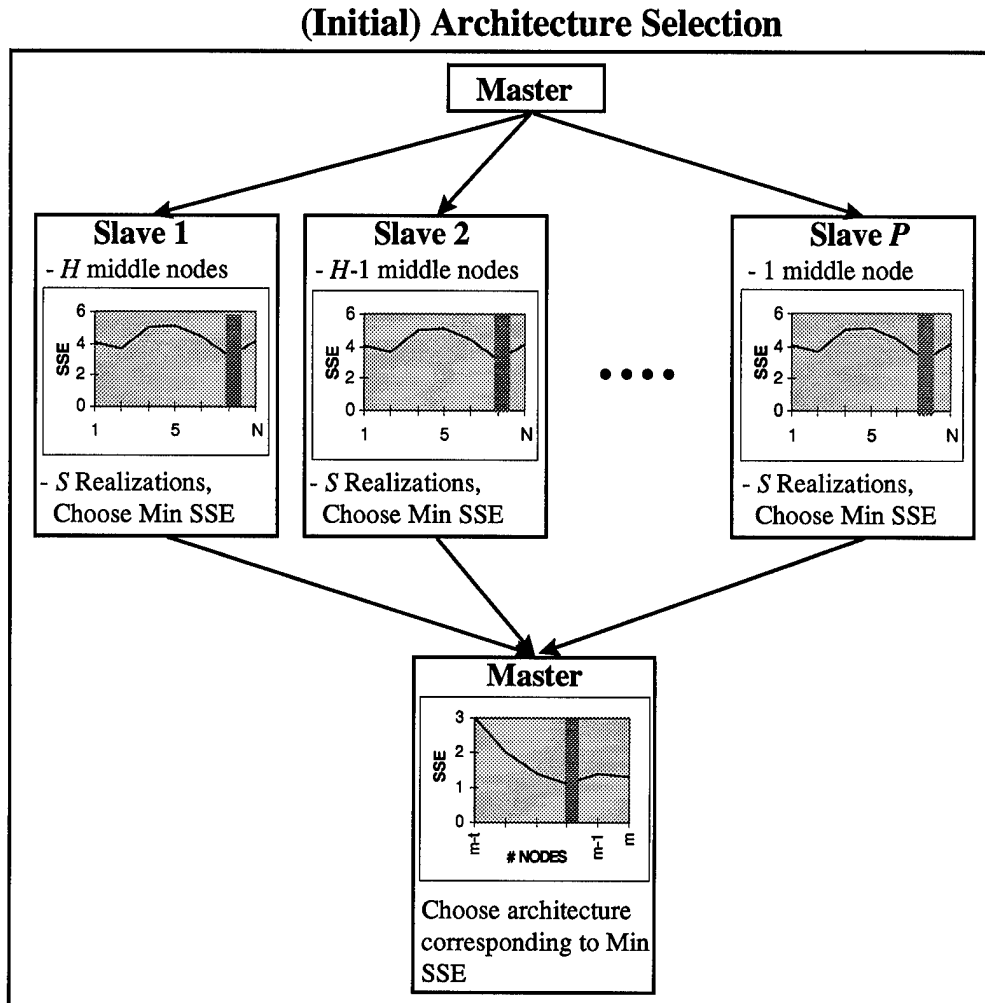 (Initial) Architecture Selection
Master
Slave 1
- H middle nodes
SSE
6
4
2
0
1
5
N
- S Realizations,
Choose Min SSE
Slave 2
- H-1 middle nodes
SSE
6
4
2
0
1
5
N
- S Realizations,
Choose Min SSE
Slave P
- 1 middle node
SSE
6
4
2
0
1
5
N
- S Realizations,
Choose Min SSE
Master
SSE
3
2
1
0
m-t
m-1
m
# NODES
Choose architecture
corresponding to Min
SSE